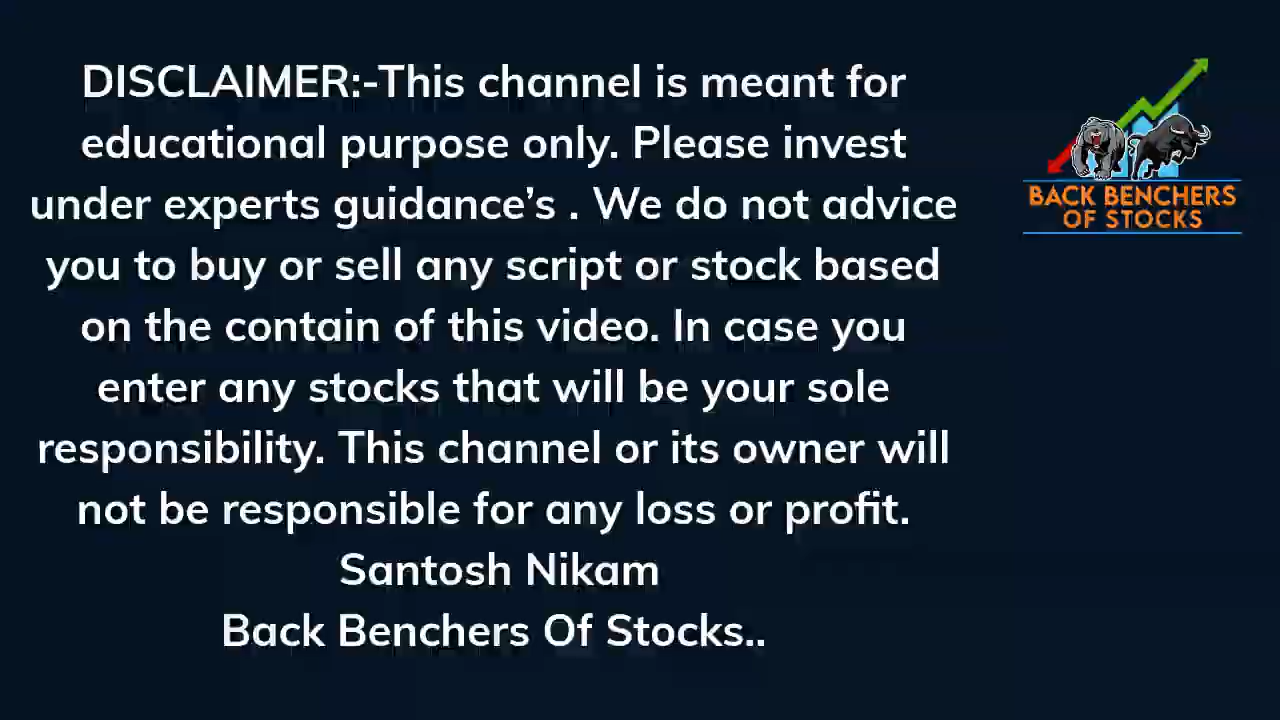 DISCLAIMER:-This channel is meant for
educational purpose only. Please invest
under experts guidance’s . We do not advice
you to buy or sell any script or stock based
on the contain of this video. In case you
enter any stocks that will be your sole
responsibility. This channel or its owner will
not be responsible for any loss or profit.
Santosh Nikam
Back Benchers Of Stocks..
BACK BENCHERS
OF STOCKS